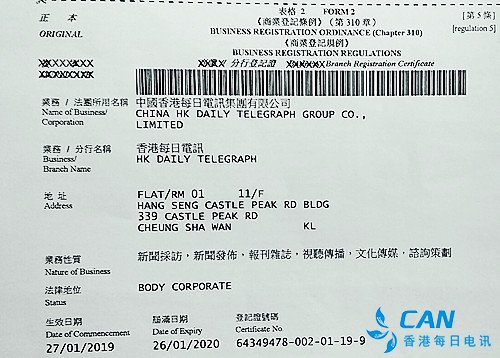 正 本
ORIGINAL
表格 2 FORM 2
《商業登記條例》（第 310 章）
BUSINESS REGISTRATION ORDINANCE (Chapter 310)
《商業登記規例》
BUSINESS REGISTRATION REGULATIONS
[第 5 條]
[regulation 5]
分行登記證
Branch Registration Certificate
業務 / 法團所用名稱 中國香港每日電訊集團有限公司
Name of Business/ CHINA HK DAILY TELEGRAPH GROUP CO.,
Corporation LIMITED
業務 / 分行名稱 香港每日電訊
Business/ HK DAILY TELEGRAPH
Branch Name
地 址 FLAT/RM 01 11/F
Address HANG SENG CASTLE PEAK RD BLDG
339 CASTLE PEAK RD
CHEUNG SHA WAN KL
業務性質 新聞採訪，新聞發佈，報刊雜誌，視聽傳播，文化傳媒，諮詢策劃
Nature of Business
法律地位 BODY CORPORATE
Status
生效日期 屆滿日期 登記證號碼
Date of Commencement Date of Expiry Certificate No.
27/01/2019 26/01/2020 64349478-002-01-19-9
CAN
香港每日电讯